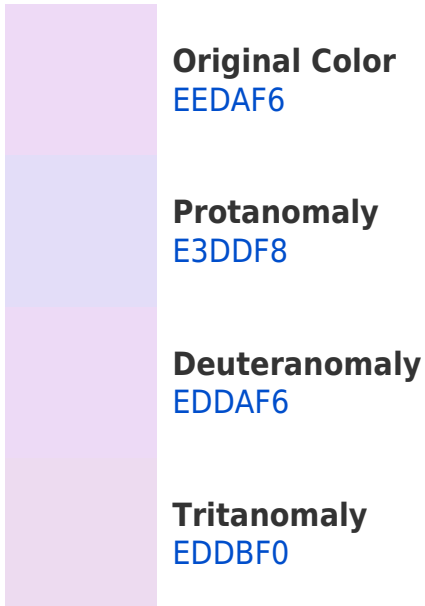 Original Color
EEDAF6
Protanomaly
E3DDF8
Deuteranomaly
EDDAF6
Tritanomaly
EDDBF0